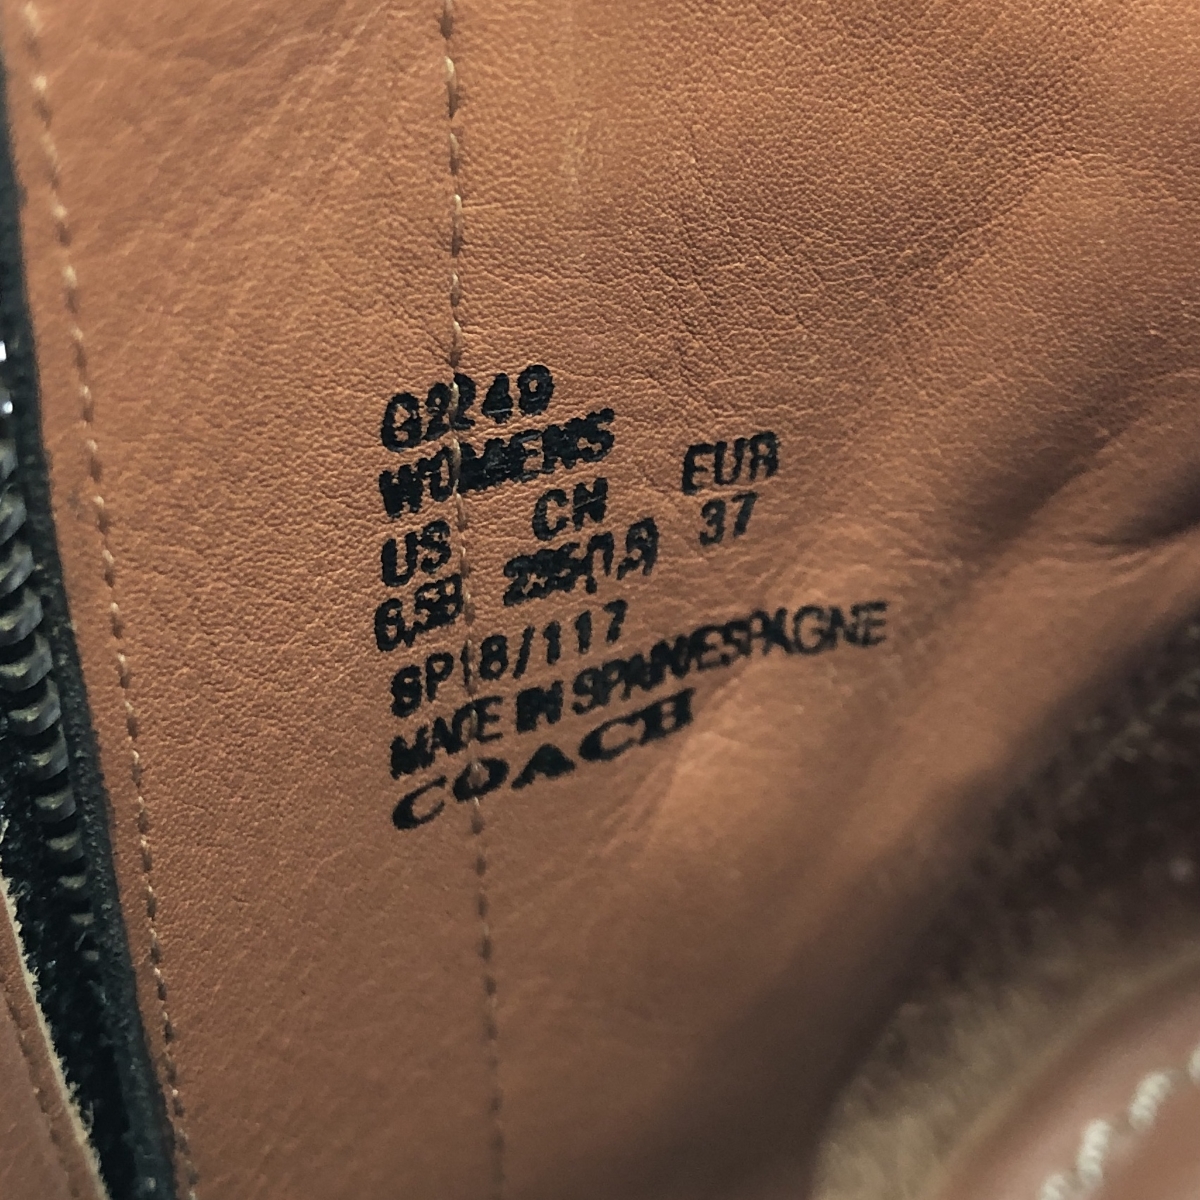 G2249
WOMENS
US CN EUR
6.5B 235(1.5) 37
SP18/117
MADE IN SPAIN/ESPAGNE
COACH